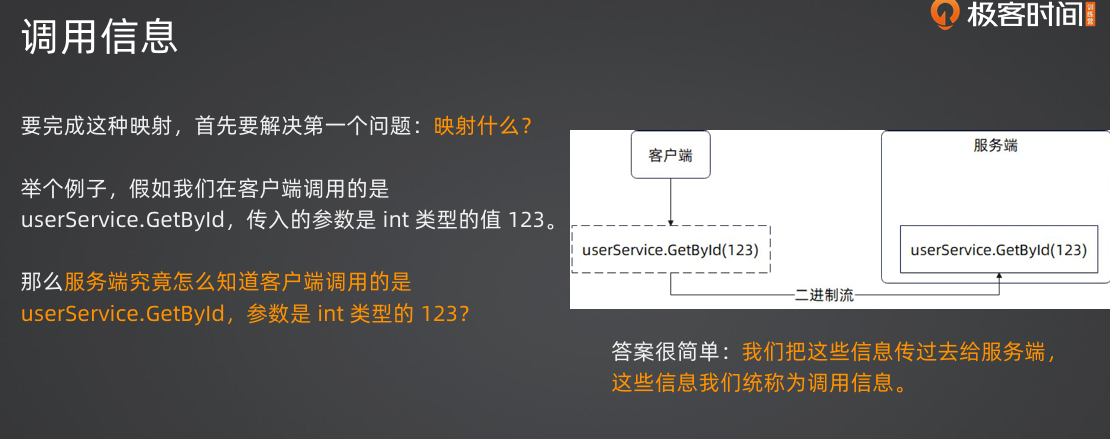 调用信息
极客时间
训练营
要完成这种映射，首先要解决第一个问题：映射什么？
举个例子，假如我们在客户端调用的是
userService.GetById，传入的参数是 int 类型的值 123。
那么服务端究竟怎么知道客户端调用的是
userService.GetById，参数是 int 类型的 123？
客户端
服务端
userService.GetById(123)
userService.GetById(123)
二进制流
答案很简单：我们把这些信息传过去给服务端，
这些信息我们统称为调用信息。